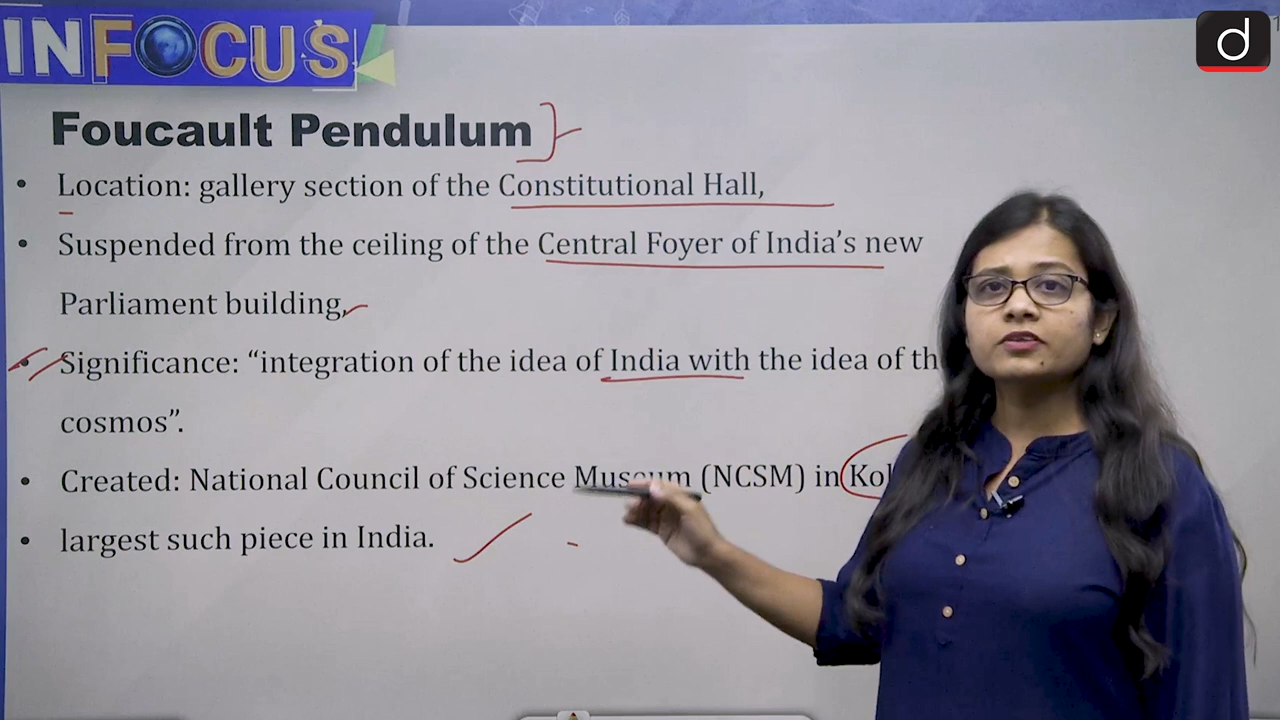 INFOCUS
d
Foucault Pendulum
• Location: gallery section of the Constitutional Hall,
• Suspended from the ceiling of the Central Foyer of India’s new
Parliament building,
• Significance: “integration of the idea of India with the idea of
cosmos”.
• Created: National Council of Science Museum (NCSM) in
• largest such piece in India.